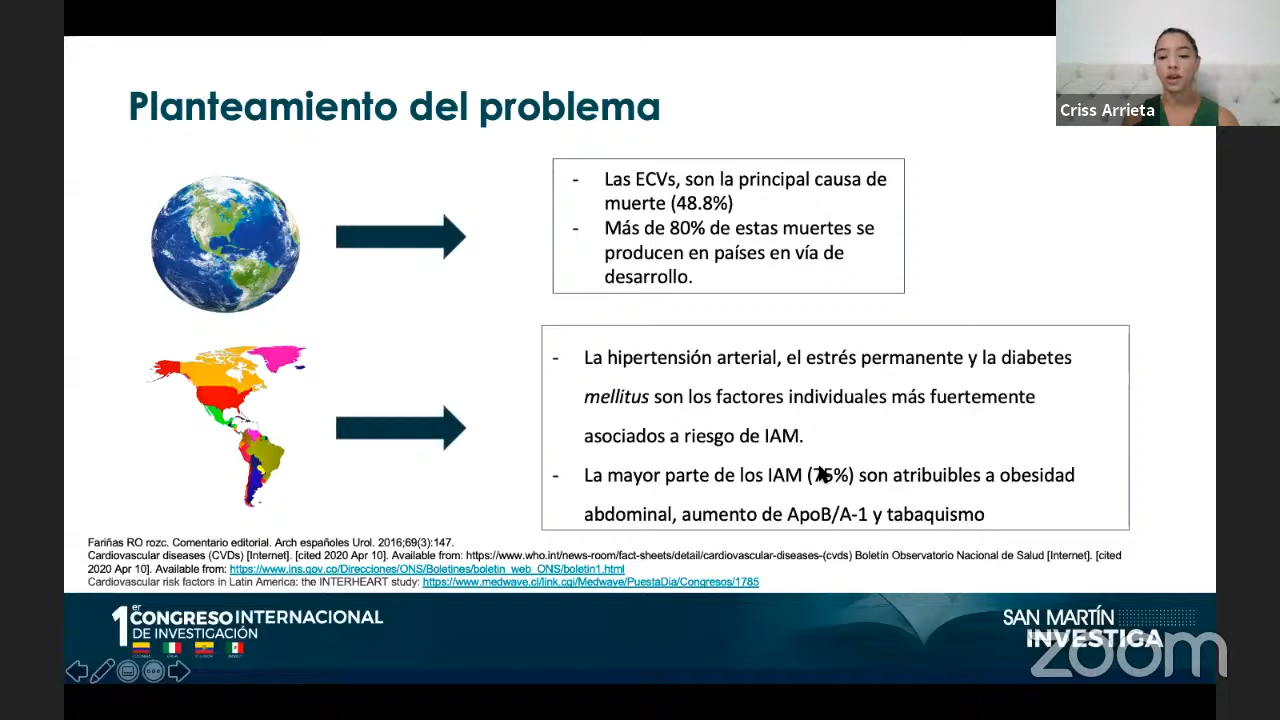 Planteamiento del problema
Criss Arrieta
- Las ECVs, son la principal causa de
muerte (48.8%)
- Más de 80% de estas muertes se
producen en países en vía de
desarrollo.
- La hipertensión arterial, el estrés permanente y la diabetes
mellitus son los factores individuales más fuertemente
asociados a riesgo de IAM.
- La mayor parte de los IAM (75%) son atribuibles a obesidad
abdominal, aumento de ApoB/A-1 y tabaquismo
Fariñas RO rozc. Comentario editorial. Arch españoles Urol. 2016;69(3):147.
Cardiovascular diseases (CVDs) [Internet]. [cited 2020 Apr 10]. Available from: https://www.who.int/news-room/fact-sheets/detail/cardiovascular-diseases-(cvds) Boletín Observatorio Nacional de Salud [Internet]. [cited
2020 Apr 10]. Available from: https://www.ins.gov.co/Direcciones/ONS/Boletines/boletin_web_ONS/boletin1.html
Cardiovascular risk factors in Latin America: the INTERHEART study: https://www.medwave.cl/link.cgi/Medwave/PuestaDia/Congresos/1785
1er CONGRESO INTERNACIONAL
DE INVESTIGACIÓN
SAN MARTÍN
INVESTIGA
zoom